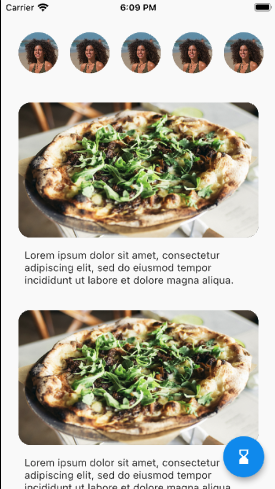 Carrier 6:09 PM
Lorem ipsum dolor sit amet, consectetur
adipiscing elit, sed do eiusmod tempor
incididunt ut labore et dolore magna aliqua.
Lorem ipsum dolor sit amet, consectetur
adipiscing elit, sed do eiusmod tempor
incididunt ut labore et dolore magna aliqua.